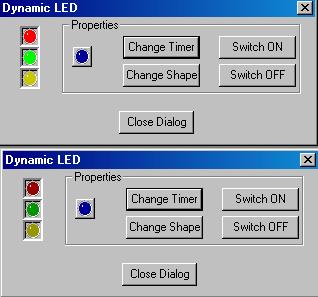 Dynamic LED
Properties
Change Timer
Switch ON
Change Shape
Switch OFF
Close Dialog
Dynamic LED
Properties
Change Timer
Switch ON
Change Shape
Switch OFF
Close Dialog